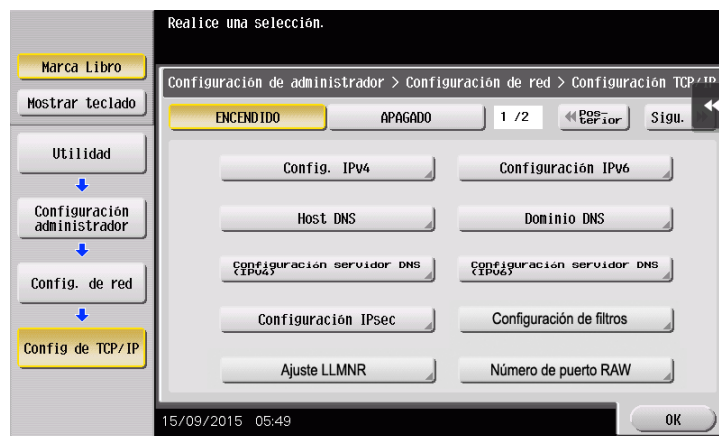 Realice una selección.
Marca Libro
Mostrar teclado
Configuración de administrador > Configuración de red > Configuración TCP/IP
ENCENDIDO
APAGADO
1 /2
Pos-
terior
Sigu.
Utilidad
Configuración
administrador
Config. de red
Config de TCP/IP
Config. IPv4
Configuración IPv6
Host DNS
Dominio DNS
Configuración servidor DNS
(IPv4)
Configuración servidor DNS
(IPv6)
Configuración IPsec
Configuración de filtros
Ajuste LLMNR
Número de puerto RAW
15/09/2015 05:49
OK